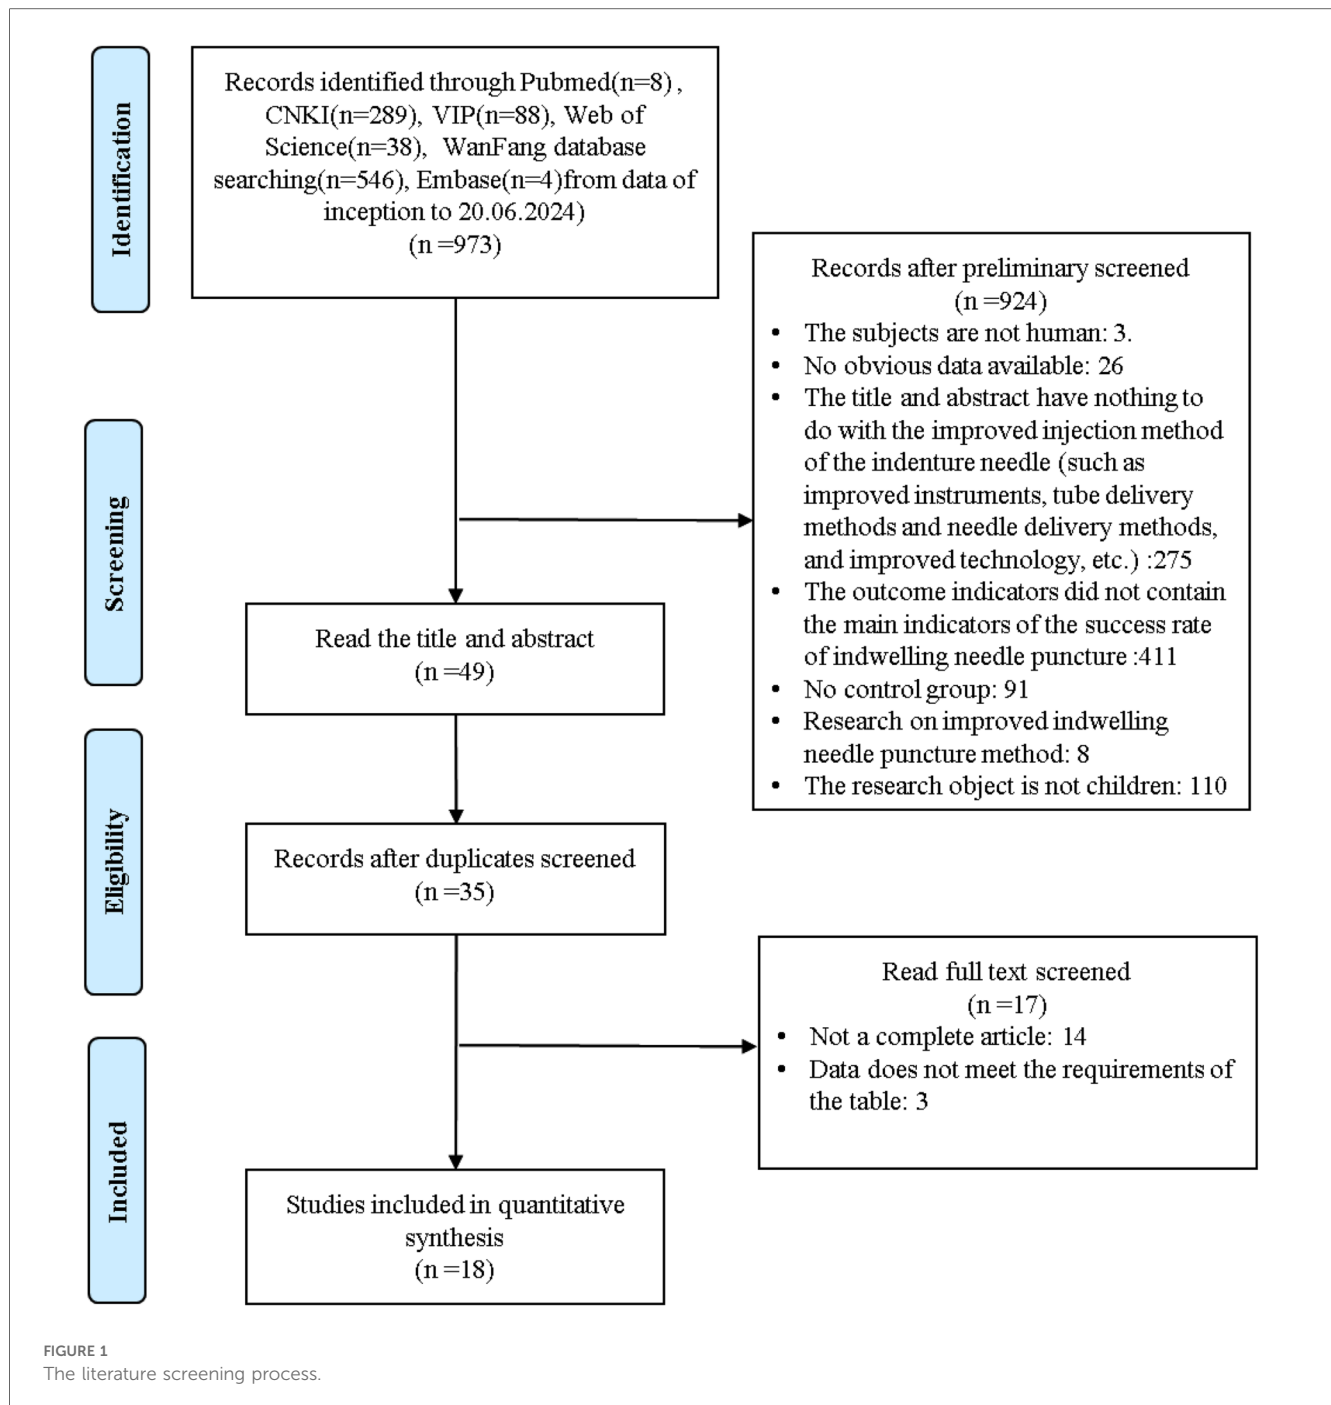 Identification
Records identified through Pubmed(n=8) ,
CNKI(n=289), VIP(n=88), Web of
Science(n=38), WanFang database
searching(n=546), Embase(n=4)from data of
inception to 20.06.2024)
(n =973)
Records after preliminary screened
(n =924)
• The subjects are not human: 3.
• No obvious data available: 26
• The title and abstract have nothing to
do with the improved injection method
of the indenture needle (such as
improved instruments, tube delivery
methods and needle delivery methods,
and improved technology, etc.) :275
• The outcome indicators did not contain
the main indicators of the success rate
of indwelling needle puncture :411
• No control group: 91
• Research on improved indwelling
needle puncture method: 8
• The research object is not children: 110
Screening
Read the title and abstract
(n =49)
Eligibility
Records after duplicates screened
(n =35)
Read full text screened
(n =17)
• Not a complete article: 14
• Data does not meet the requirements of
the table: 3
Included
Studies included in quantitative
synthesis
(n =18)
FIGURE 1
The literature screening process.